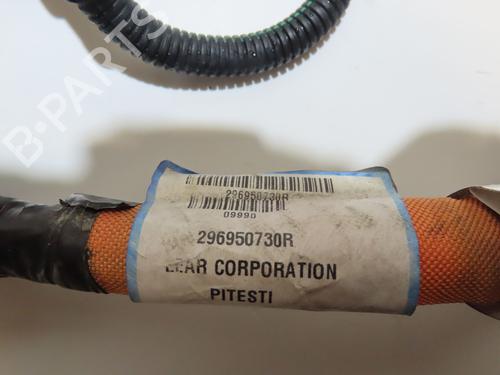 B-PARTS
296950730R
09990
296950730R
LEAR CORPORATION
PITESTI